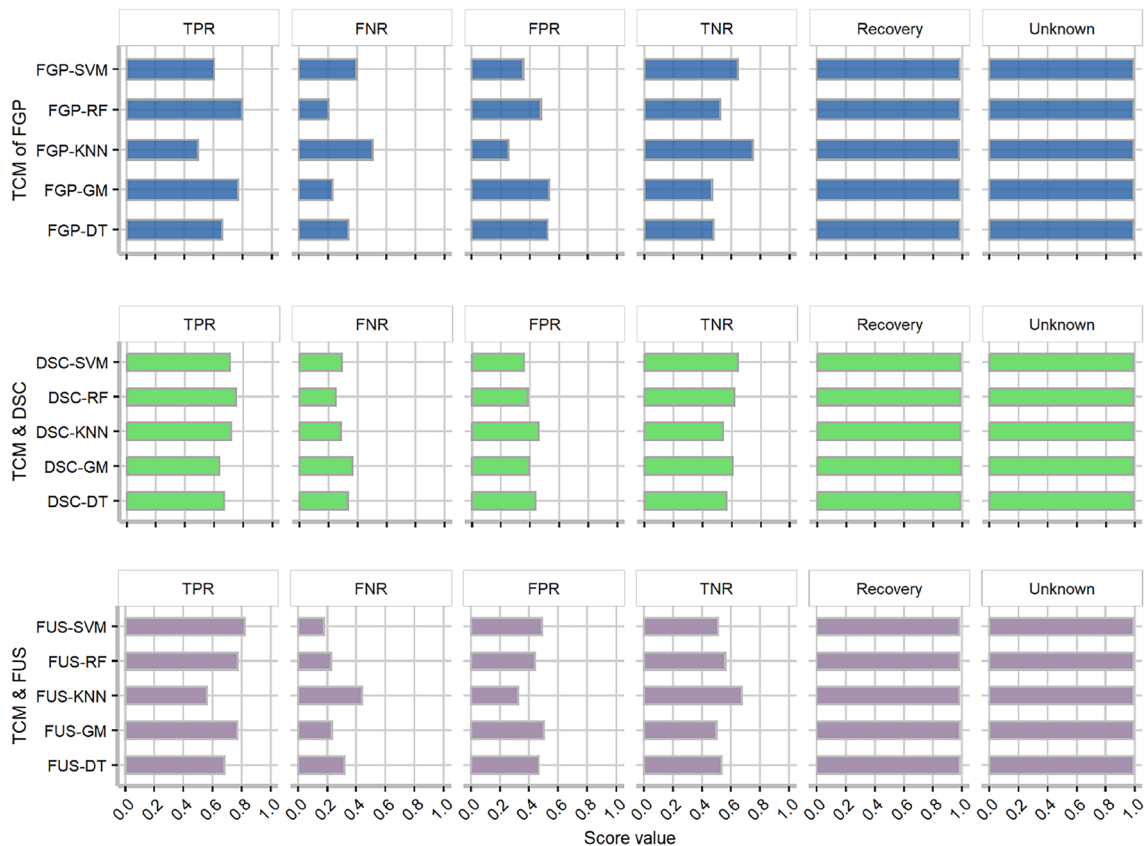 TPR FNR FPR TNR Recovery Unknown
TCM of FGP
FGP-SVM
FGP-RF
FGP-KNN
FGP-GM
FGP-DT
TPR FNR FPR TNR Recovery Unknown
TCM & DSC
DSC-SVM
DSC-RF
DSC-KNN
DSC-GM
DSC-DT
TPR FNR FPR TNR Recovery Unknown
TCM & FUS
FUS-SVM
FUS-RF
FUS-KNN
FUS-GM
FUS-DT
0.0 0.2 0.4 0.6 0.8 1.0 0.0 0.2 0.4 0.6 0.8 1.0 0.0 0.2 0.4 0.6 0.8 1.0 0.0 0.2 0.4 0.6 0.8 1.0 0.0 0.2 0.4 0.6 0.8 1.0 0.0 0.2 0.4 0.6 0.8 1.0
Score value